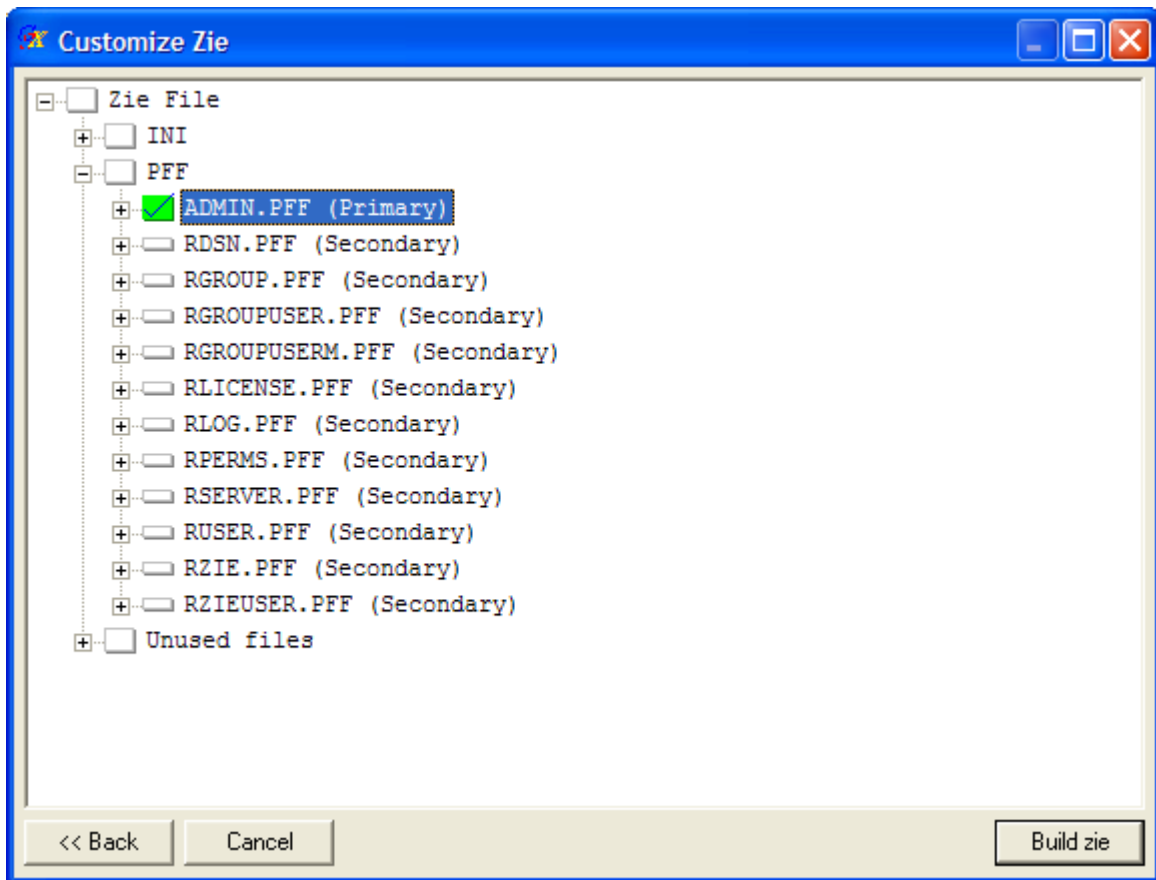 Customize Zie
Zie File
INI
PFF
ADMIN.PFF (Primary)
RDSN.PFF (Secondary)
RGROUP.PFF (Secondary)
RGROUPUSER.PFF (Secondary)
RGROUPUSERM.PFF (Secondary)
RLICENSE.PFF (Secondary)
RLOG.PFF (Secondary)
RPERMS.PFF (Secondary)
RSERVER.PFF (Secondary)
RUSER.PFF (Secondary)
RZIE.PFF (Secondary)
RZIEUSER.PFF (Secondary)
Unused files
<< Back Cancel Build zie